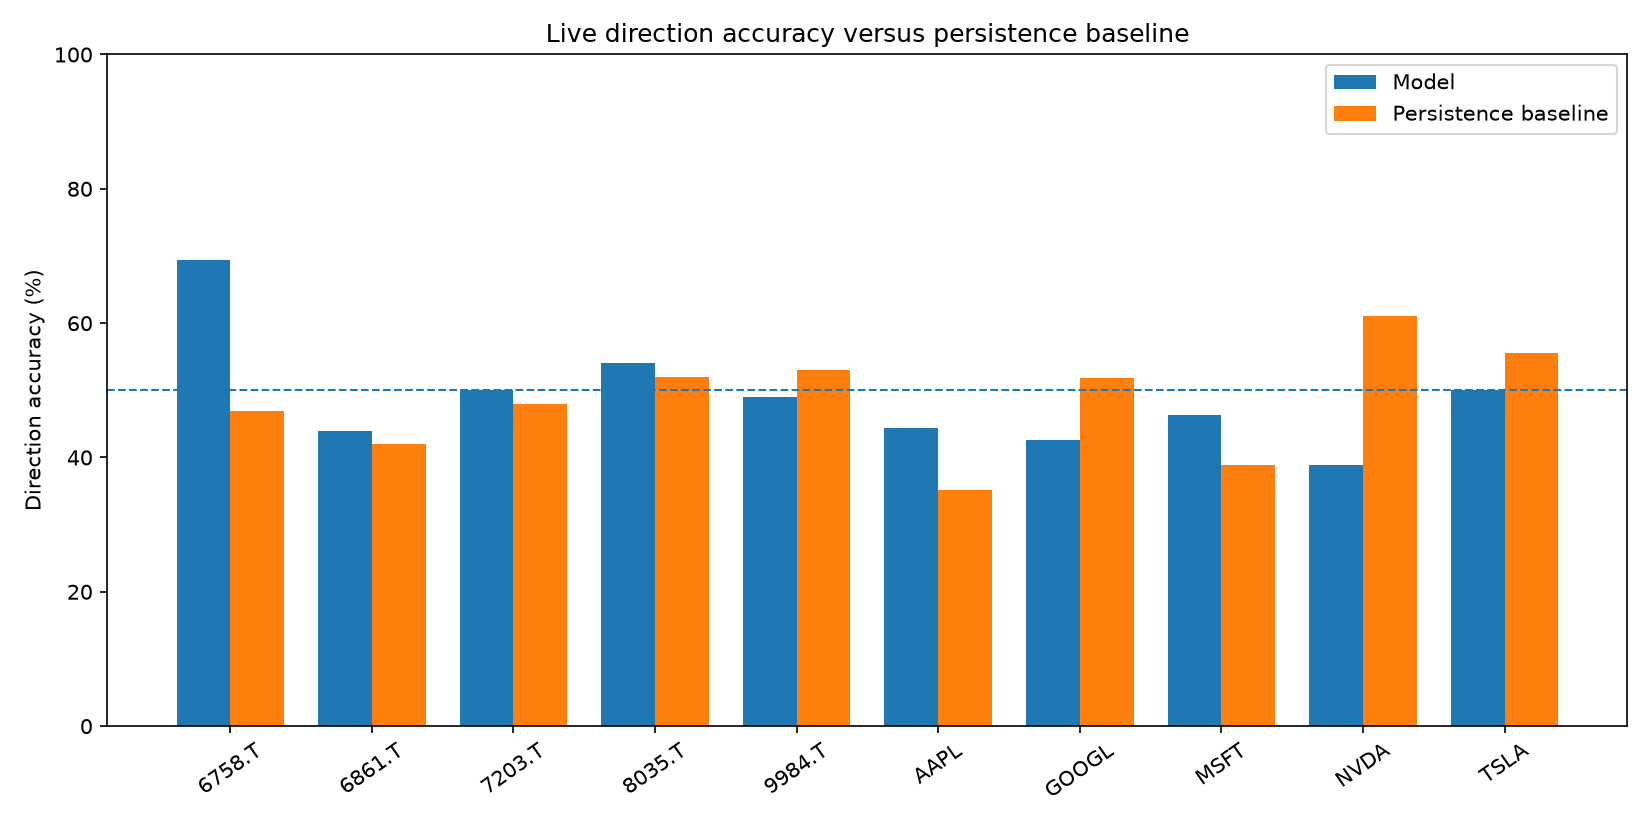 Live direction accuracy versus persistence baseline
Model
Persistence baseline
Direction accuracy (%)
100
80
60
40
20
0
6758.T
6861.T
7203.T
8035.T
9984.T
AAPL
GOOGL
MSFT
NVDA
TSLA